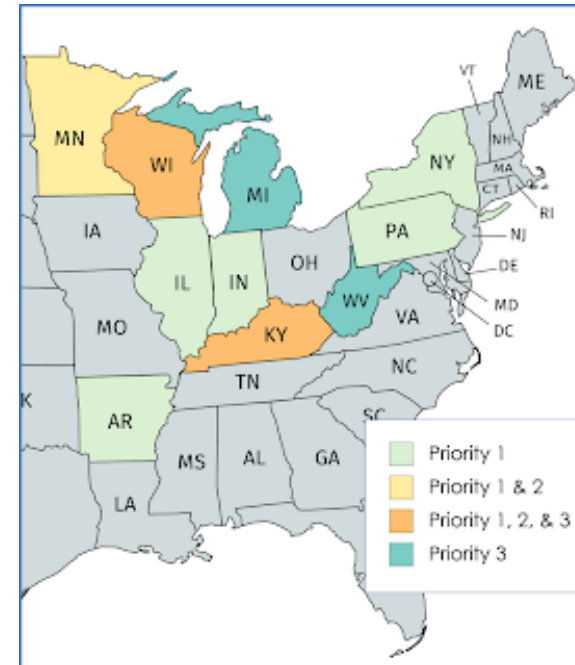 VT
ME
MN
NH
WI
NY
MA
CT
MI
RI
IA
PA
NJ
OH
DE
IL
IN
WV
MD
VA
DC
MO
KY
NC
TN
K
SC
AR
MS
AL
GA
LA
Priority 1
Priority 1 & 2
Priority 1, 2, & 3
Priority 3